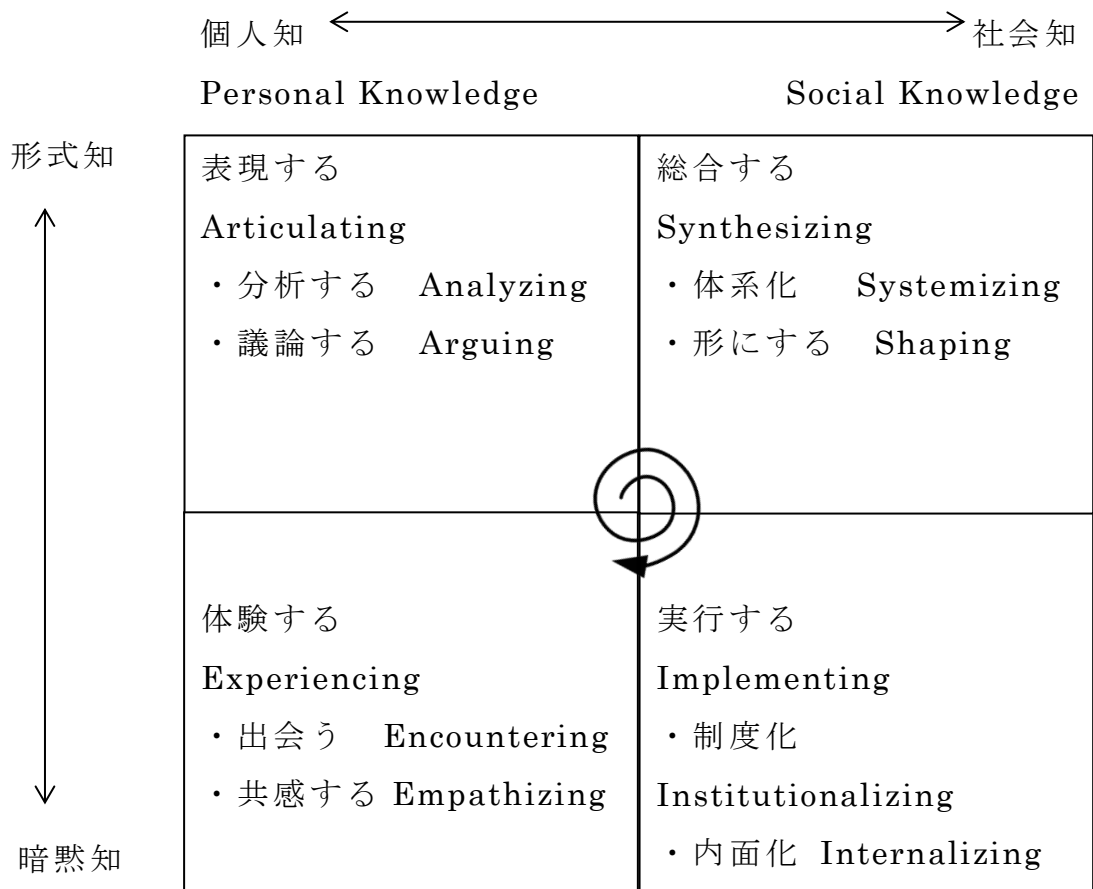 個人知 社会知
Personal Knowledge Social Knowledge
形式知
表現する
Articulating
・分析する Analyzing
・議論する Arguing
総合する
Synthesizing
・体系化 Systemizing
・形にする Shaping
体験する
Experiencing
・出会う Encountering
・共感する Empathizing
実行する
Implementing
・制度化
Institutionalizing
・内面化 Internalizing
暗黙知